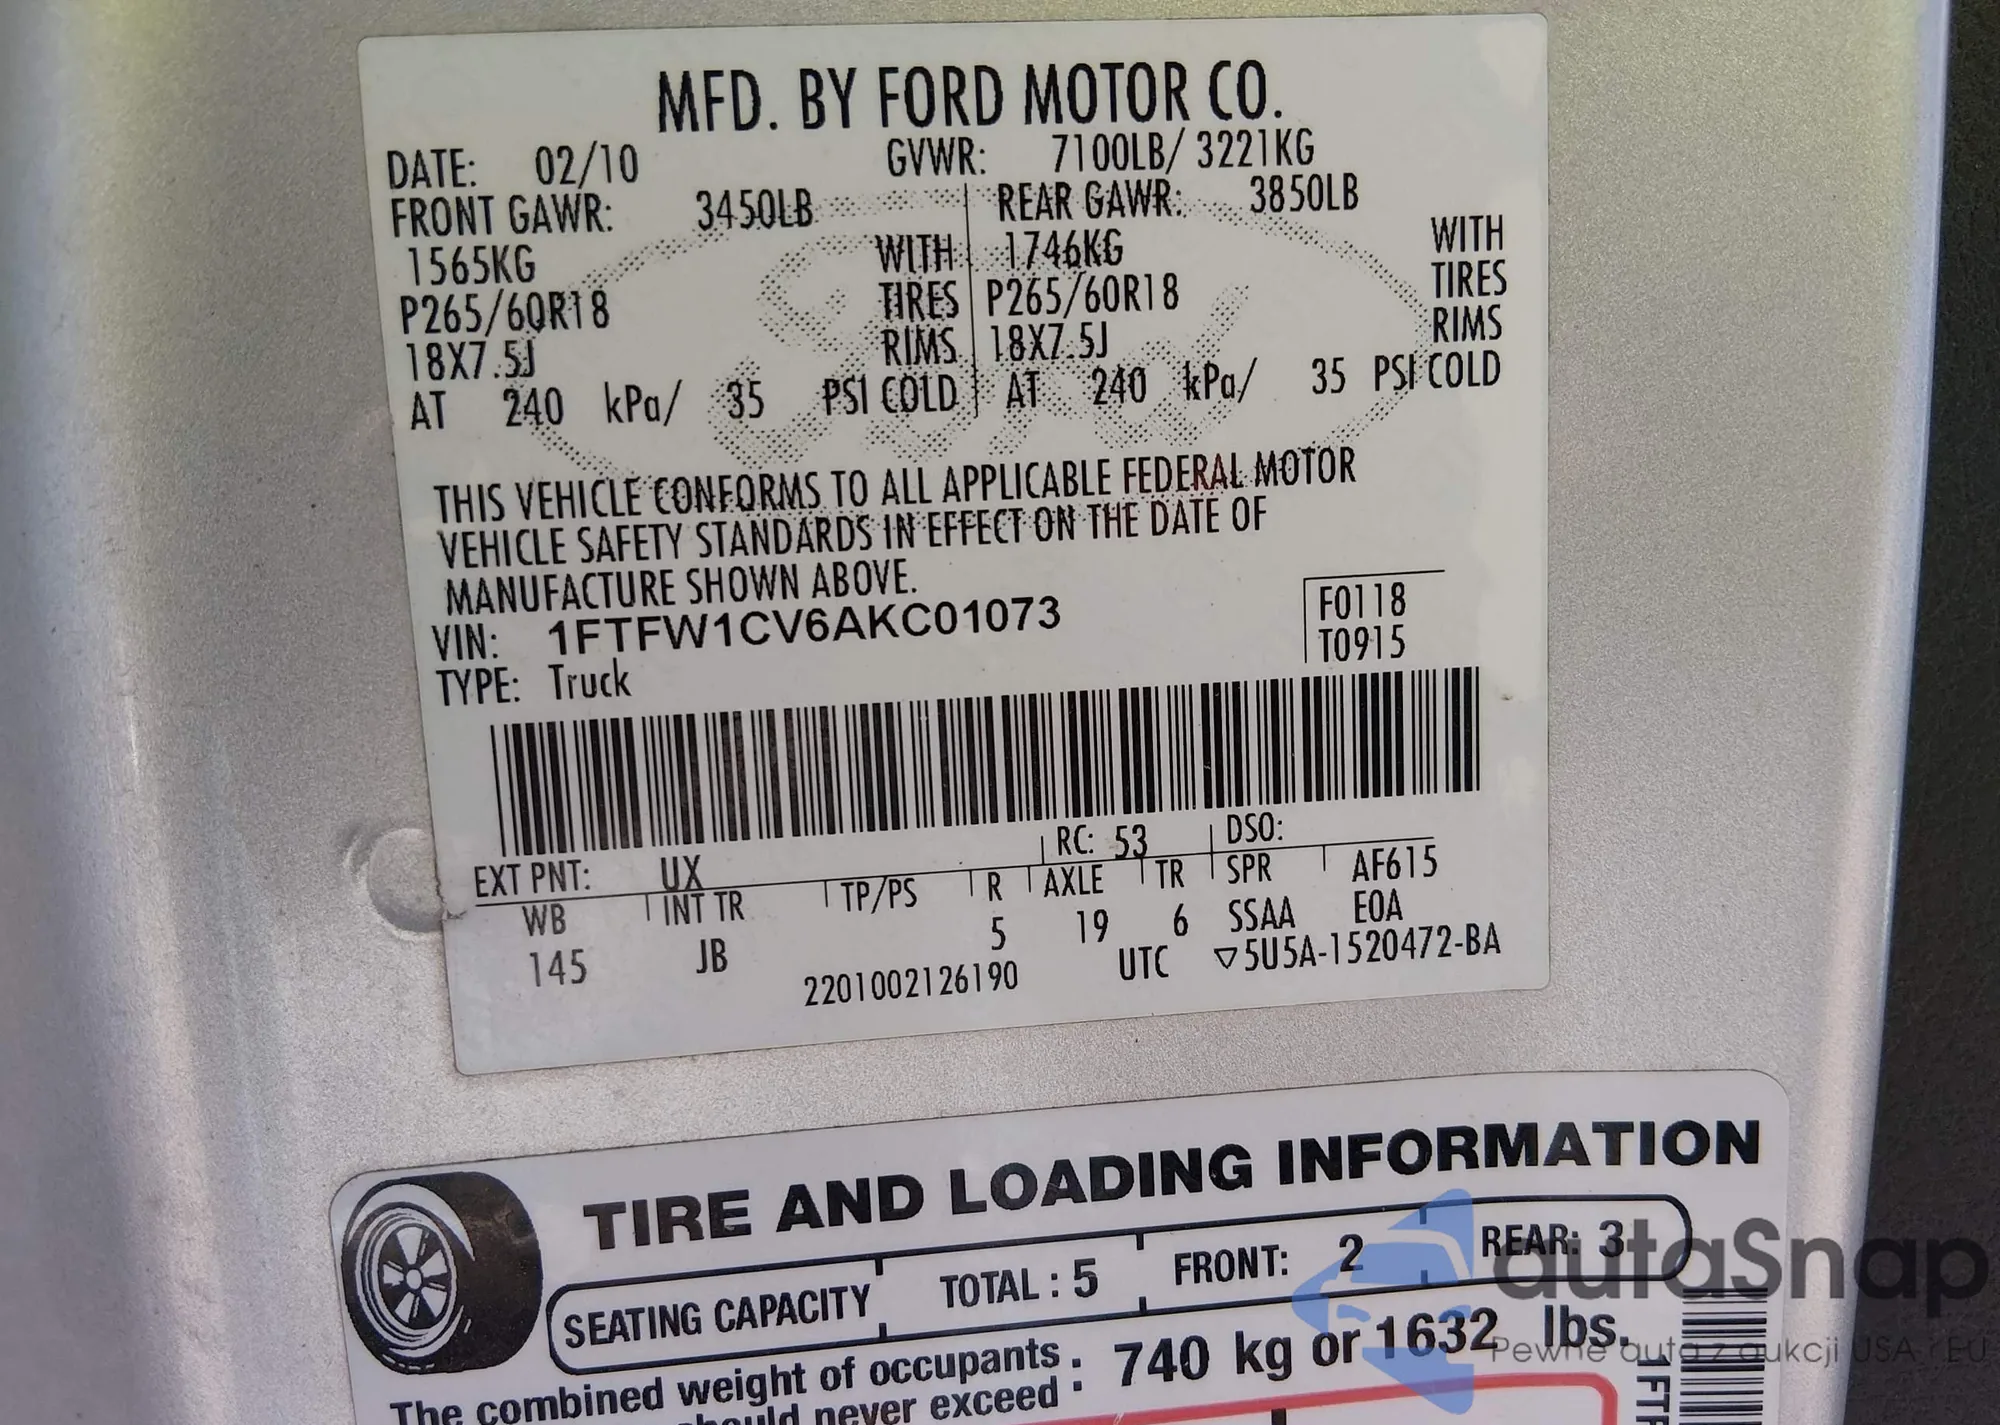 MFD. BY FORD MOTOR CO.
DATE: 02/10 GVWR: 7100LB/ 3221KG
FRONT GAWR: 3450LB REAR GAWR: 3850LB
1565KG WITH 1746KG WITH
P265/60R18 TIRES P265/60R18 TIRES
18X7.5J RIMS 18X7.5J RIMS
AT 240 kPa/ 35 PSI COLD AT 240 kPa/ 35 PSI COLD
THIS VEHICLE CONFORMS TO ALL APPLICABLE FEDERAL MOTOR
VEHICLE SAFETY STANDARDS IN EFFECT ON THE DATE OF
MANUFACTURE SHOWN ABOVE.
VIN: 1FTFW1CV6AKC01073 F0118
TYPE: Truck T0915
EXT PNT: UX RC: 53 DSO:
WB INT TR TP/PS R AXLE TR SPR AF615
145 JB 5 19 6 SSAA E0A
2201002126190 UTC ▽5U5A-1520472-BA
TIRE AND LOADING INFORMATION
SEATING CAPACITY TOTAL : 5 FRONT: 2 REAR: 3
The combined weight of occupants : 740 kg or 1632 lbs.
should never exceed
1FTF
autaSnap
Pewne auta z aukcji USA i EU